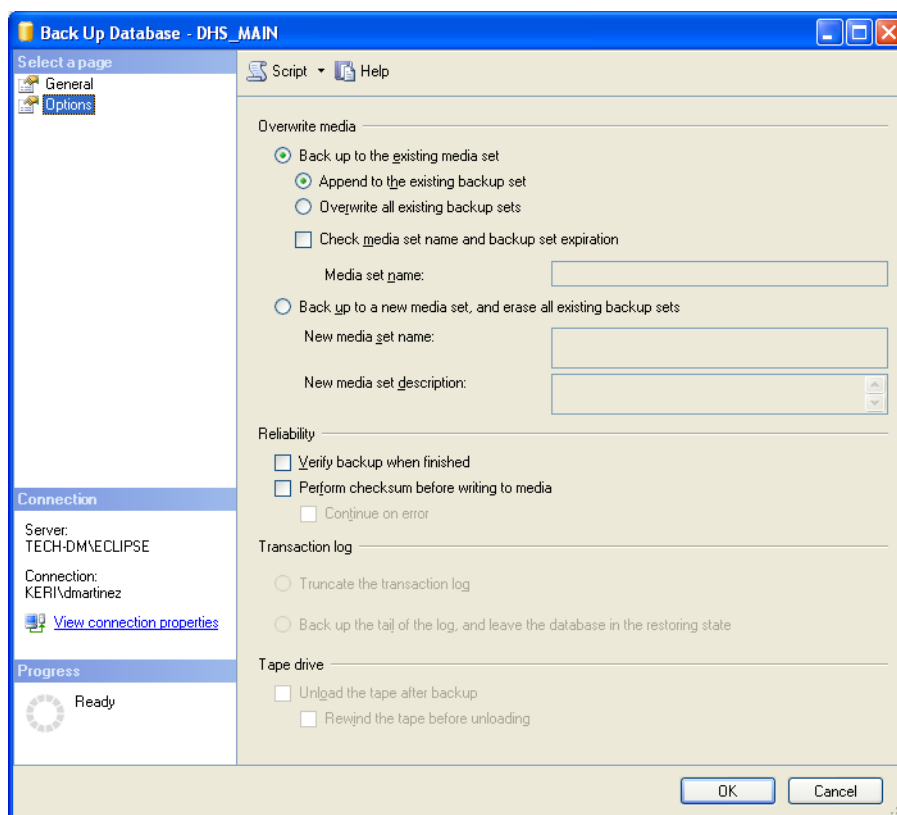 Back Up Database - DHS_MAIN
Select a page
General
Options
Script
Help
Overwrite media
Back up to the existing media set
Append to the existing backup set
Overwrite all existing backup sets
Check media set name and backup set expiration
Media set name:
Back up to a new media set, and erase all existing backup sets
New media set name:
New media set description:
Reliability
Verify backup when finished
Perform checksum before writing to media
Continue on error
Transaction log
Truncate the transaction log
Back up the tail of the log, and leave the database in the restoring state
Tape drive
Unload the tape after backup
Rewind the tape before unloading
Connection
Server:
TECH-DM\ECLIPSE
Connection:
KERI\dmartinez
View connection properties
Progress
Ready
OK
Cancel